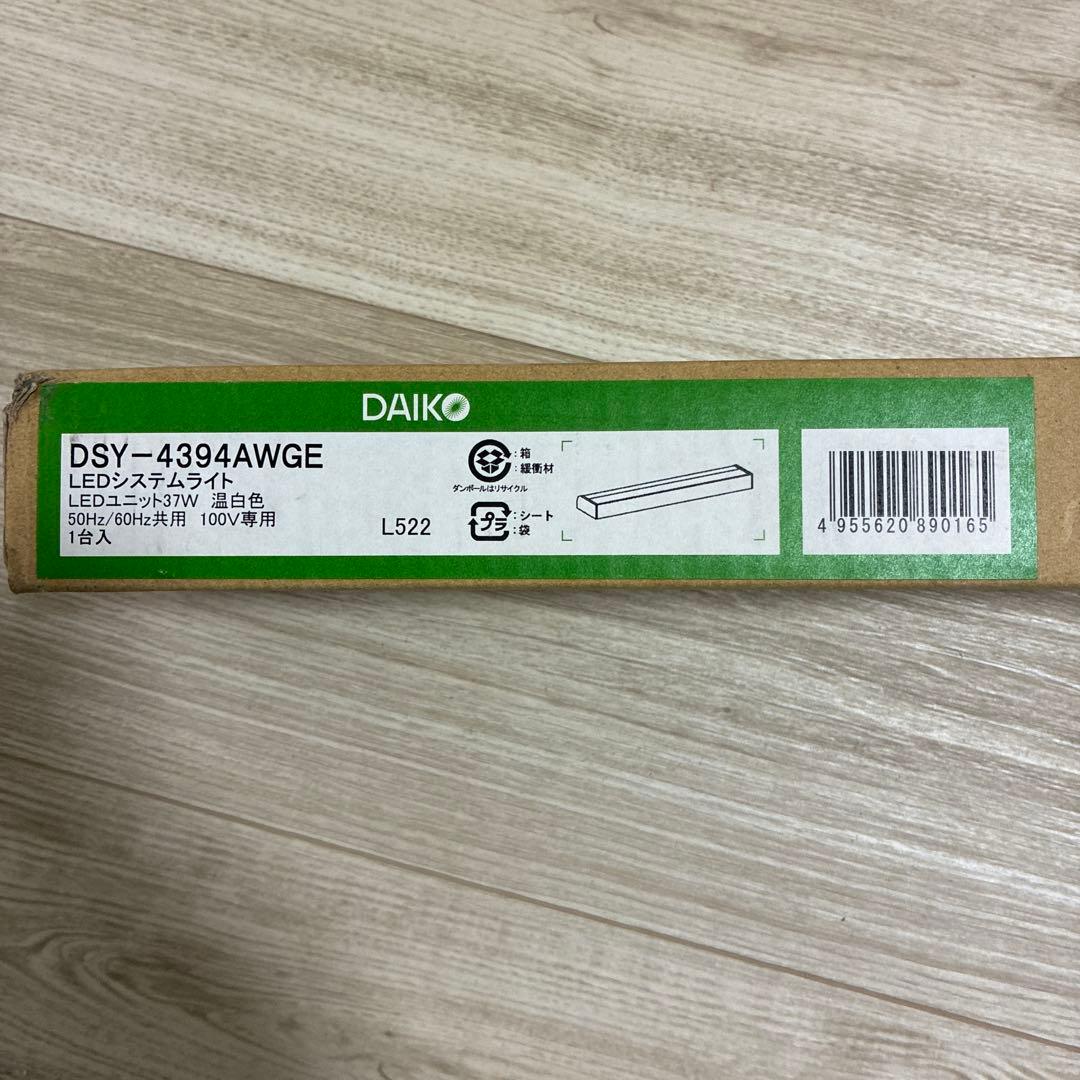 DAIKO
DSY-4394AWGE
LEDシステムライト
LEDユニット37W 温白色
50Hz/60Hz共用 100V専用
1台入
L522
:箱
:緩衝材
ダンボールはリサイクル
プラ
:シート
:袋
4 955620 890165